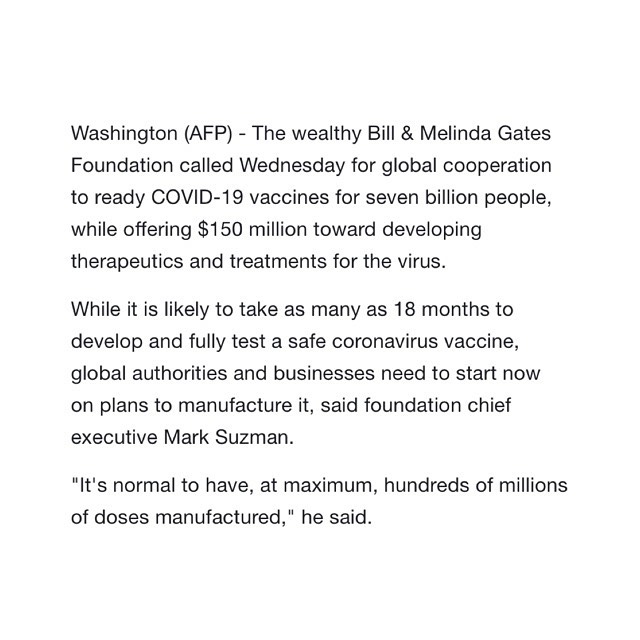 Washington (AFP) - The wealthy Bill & Melinda Gates
Foundation called Wednesday for global cooperation
to ready COVID-19 vaccines for seven billion people,
while offering $150 million toward developing
therapeutics and treatments for the virus.
While it is likely to take as many as 18 months to
develop and fully test a safe coronavirus vaccine,
global authorities and businesses need to start now
on plans to manufacture it, said foundation chief
executive Mark Suzman.
"It's normal to have, at maximum, hundreds of millions
of doses manufactured," he said.